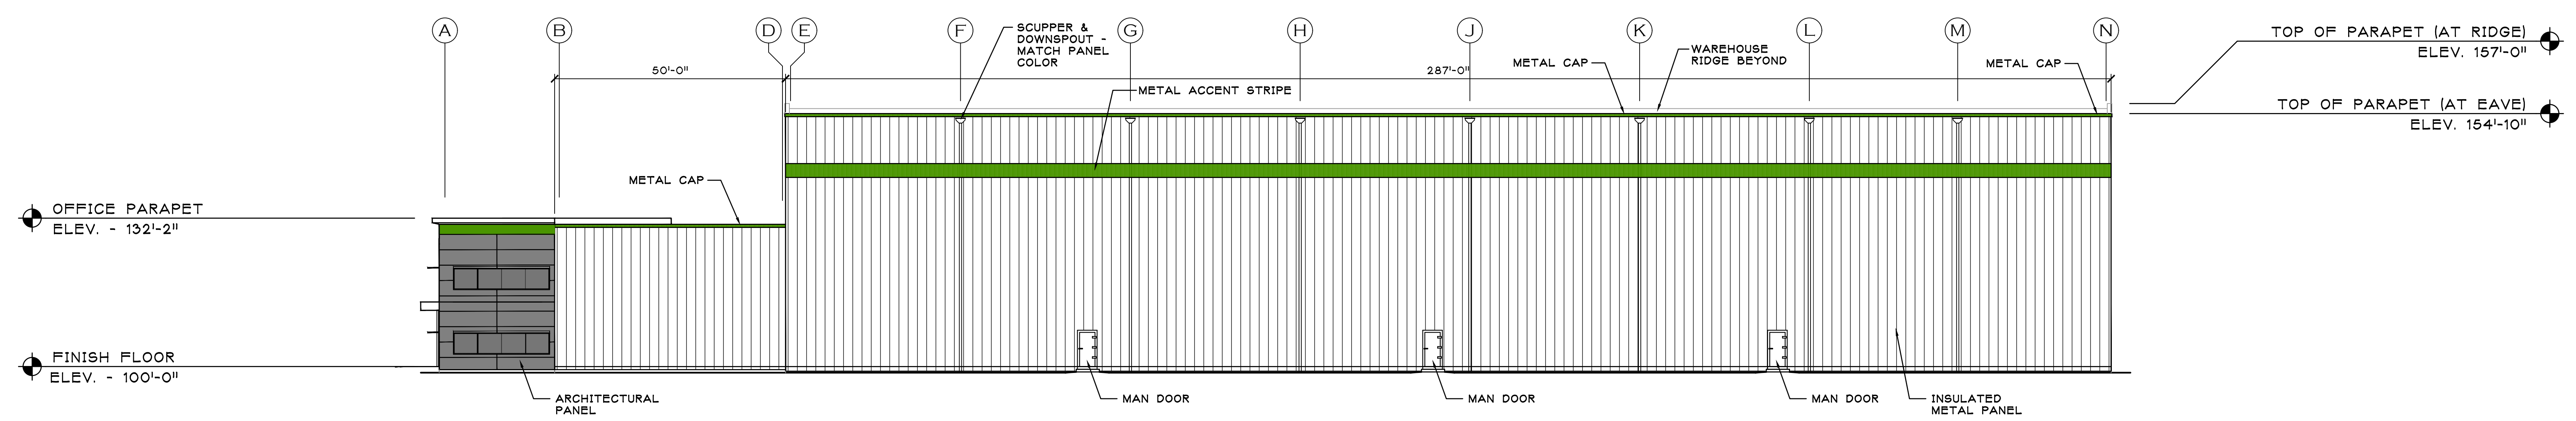 A
B
D
E
F
G
H
J
K
L
M
N
SCUPPER &
DOWNSPOUT -
MATCH PANEL
COLOR
WAREHOUSE
RIDGE BEYOND
METAL CAP
METAL CAP
TOP OF PARAPET (AT RIDGE)
ELEV. 157'-0"
50'-0"
287'-0"
METAL ACCENT STRIPE
TOP OF PARAPET (AT EAVE)
ELEV. 154'-10"
METAL CAP
OFFICE PARAPET
ELEV. - 132'-2"
FINISH FLOOR
ELEV. - 100'-0"
ARCHITECTURAL
PANEL
MAN DOOR
MAN DOOR
MAN DOOR
INSULATED
METAL PANEL